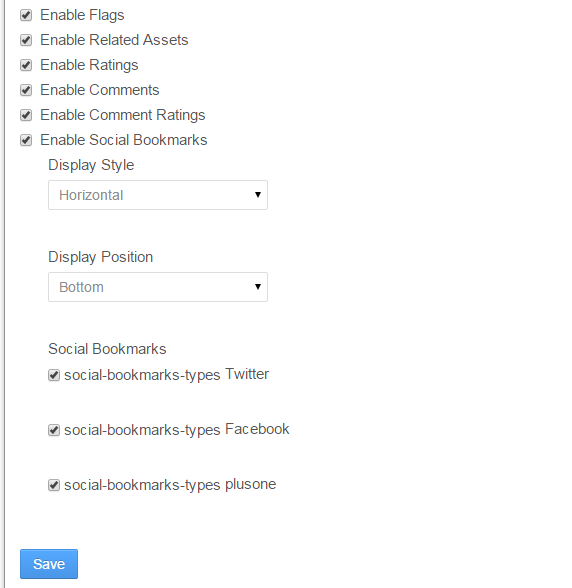 Enable Flags
Enable Related Assets
Enable Ratings
Enable Comments
Enable Comment Ratings
Enable Social Bookmarks
Display Style
Horizontal
Display Position
Bottom
Social Bookmarks
social-bookmarks-types Twitter
social-bookmarks-types Facebook
social-bookmarks-types plusone
Save